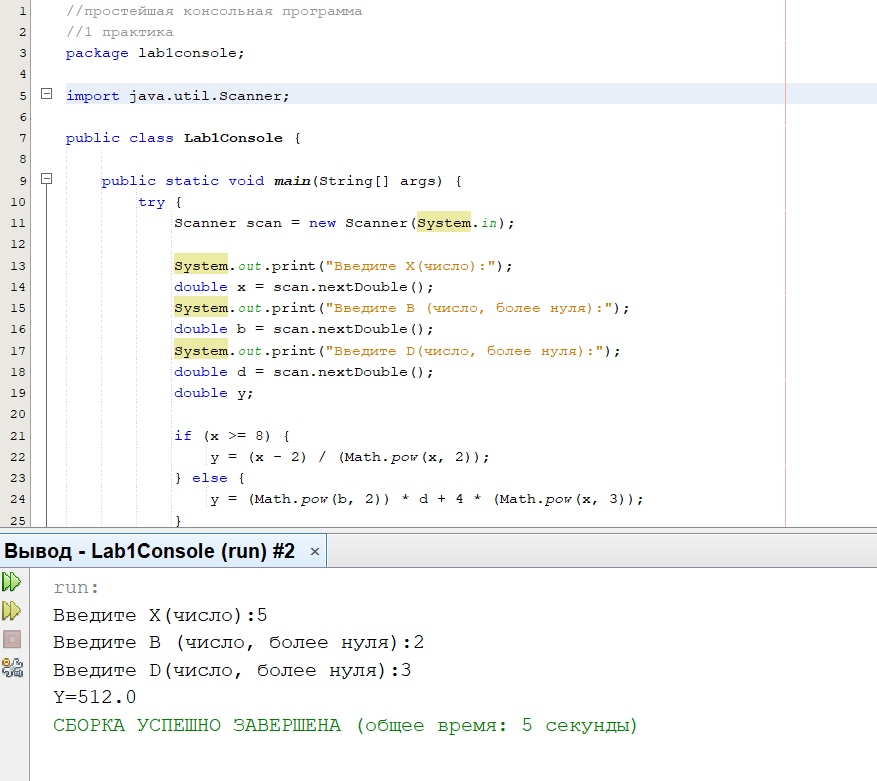 1 //простейшая консольная программа
2 //1 практика
3 package lab1console;
4
5 import java.util.Scanner;
6
7 public class Lab1Console {
8
9 public static void main(String[] args) {
10 try {
11 Scanner scan = new Scanner(System.in);
12
13 System.out.print("Введите X(число):");
14 double x = scan.nextDouble();
15 System.out.print("Введите B (число, более нуля):");
16 double b = scan.nextDouble();
17 System.out.print("Введите D(число, более нуля):");
18 double d = scan.nextDouble();
19 double y;
20
21 if (x >= 8) {
22 y = (x - 2) / (Math.pow(x, 2));
23 } else {
24 y = (Math.pow(b, 2)) * d + 4 * (Math.pow(x, 3));
25 }
Вывод - Lab1Console (run) #2 ×
run:
Введите X(число):5
Введите B (число, более нуля):2
Введите D(число, более нуля):3
Y=512.0
СБОРКА УСПЕШНО ЗАВЕРШЕНА (общее время: 5 секунды)